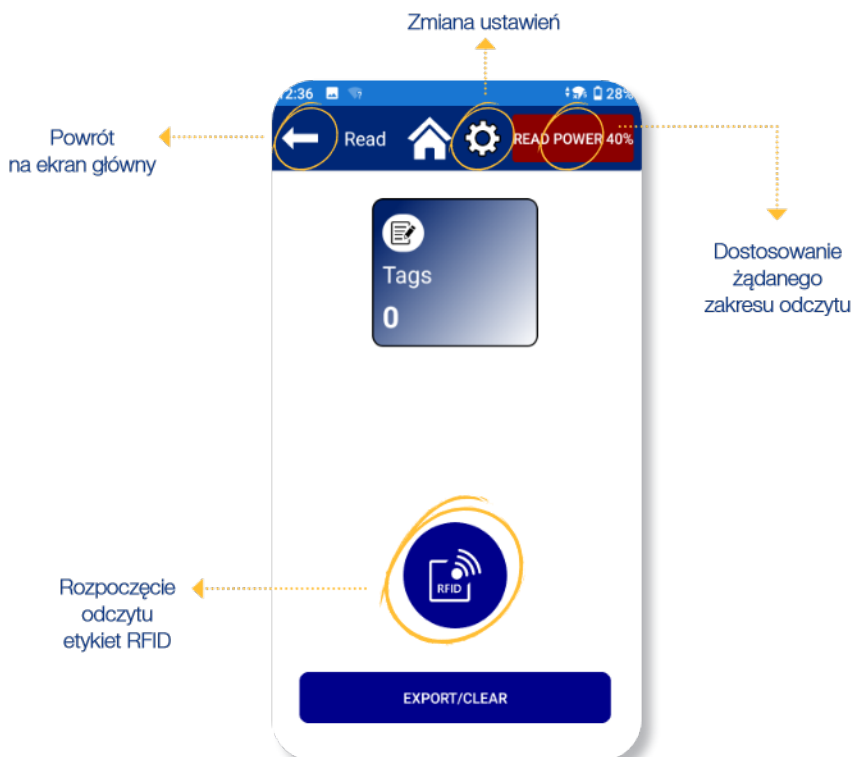 Zmiana ustawień
12:36 28%
Powrót
na ekran główny
Read
READ POWER 40%
Tags
0
Dostosowanie
żądanego
zakresu odczytu
RFID
Rozpoczęcie
odczytu
etykiet RFID
EXPORT/CLEAR